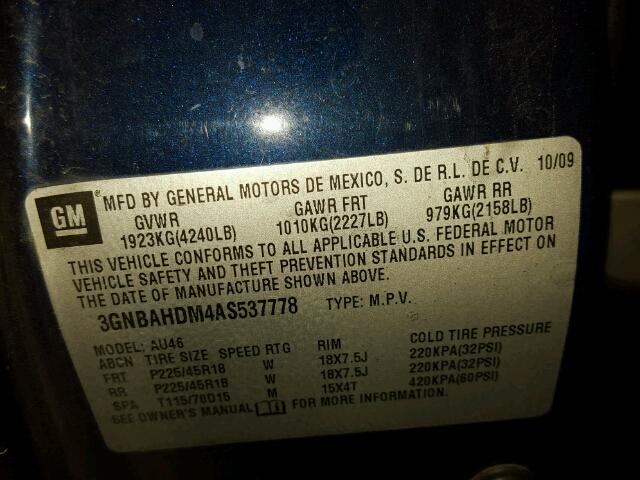 GM
®MFD BY GENERAL MOTORS DE MEXICO, S. DE R.L. DE C.V. 10/09
GVWR GAWR FRT GAWR RR
1923KG(4240LB) 1010KG(2227LB) 979KG(2158LB)
THIS VEHICLE CONFORMS TO ALL APPLICABLE U.S. FEDERAL MOTOR
VEHICLE SAFETY AND THEFT PREVENTION STANDARDS IN EFFECT ON
THE DATE OF MANUFACTURE SHOWN ABOVE.
3GNBAHDM4AS537778 TYPE: M.P.V.
MODEL: AU46
ABCN TIRE SIZE SPEED RTG RIM COLD TIRE PRESSURE
FRT P225/45R18 W 18X7.5J 220KPA(32PSI)
RR P225/45R18 W 18X7.5J 220KPA(32PSI)
SPA T115/70D15 M 15X4T 420KPA(60PSI)
SEE OWNER'S MANUAL i FOR MORE INFORMATION.